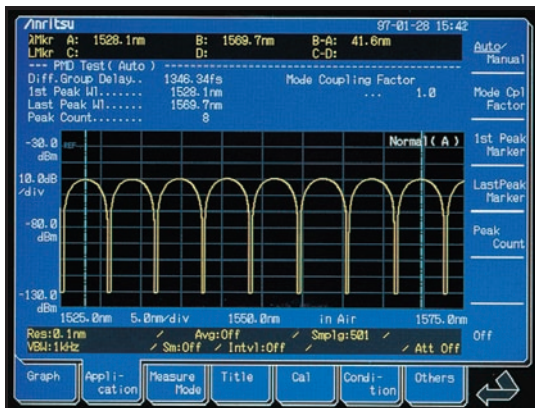 Anritsu 97-01-28 15:42
λMkr A: 1528.1nm B: 1569.7nm B-A: 41.6nm
LMkr C: D: C-D:
--- PMD Test( Auto ) ---
Diff.Group Delay.. 1346.34fs Mode Coupling Factor
1st Peak Wl....... 1528.1nm ... 1.0
Last Peak Wl...... 1569.7nm
Peak Count........ 8
Auto/
Manual
Mode Cpl
Factor
1st Peak
Marker
LastPeak
Marker
Peak
Count
Off
-30.0
dBm
REF
Normal( A )
10.0dB
/div
-80.0
dBm
-130.0
dBm
1525.0nm 5.0nm/div 1550.0nm in Air 1575.0nm
Res:0.1nm / Avg:Off / Smplg:501 /
VBW:1kHz / Sm:Off / Intvl:Off / / Att Off
Graph
Appli-
cation
Measure
Mode
Title
Cal
Condi-
tion
Others